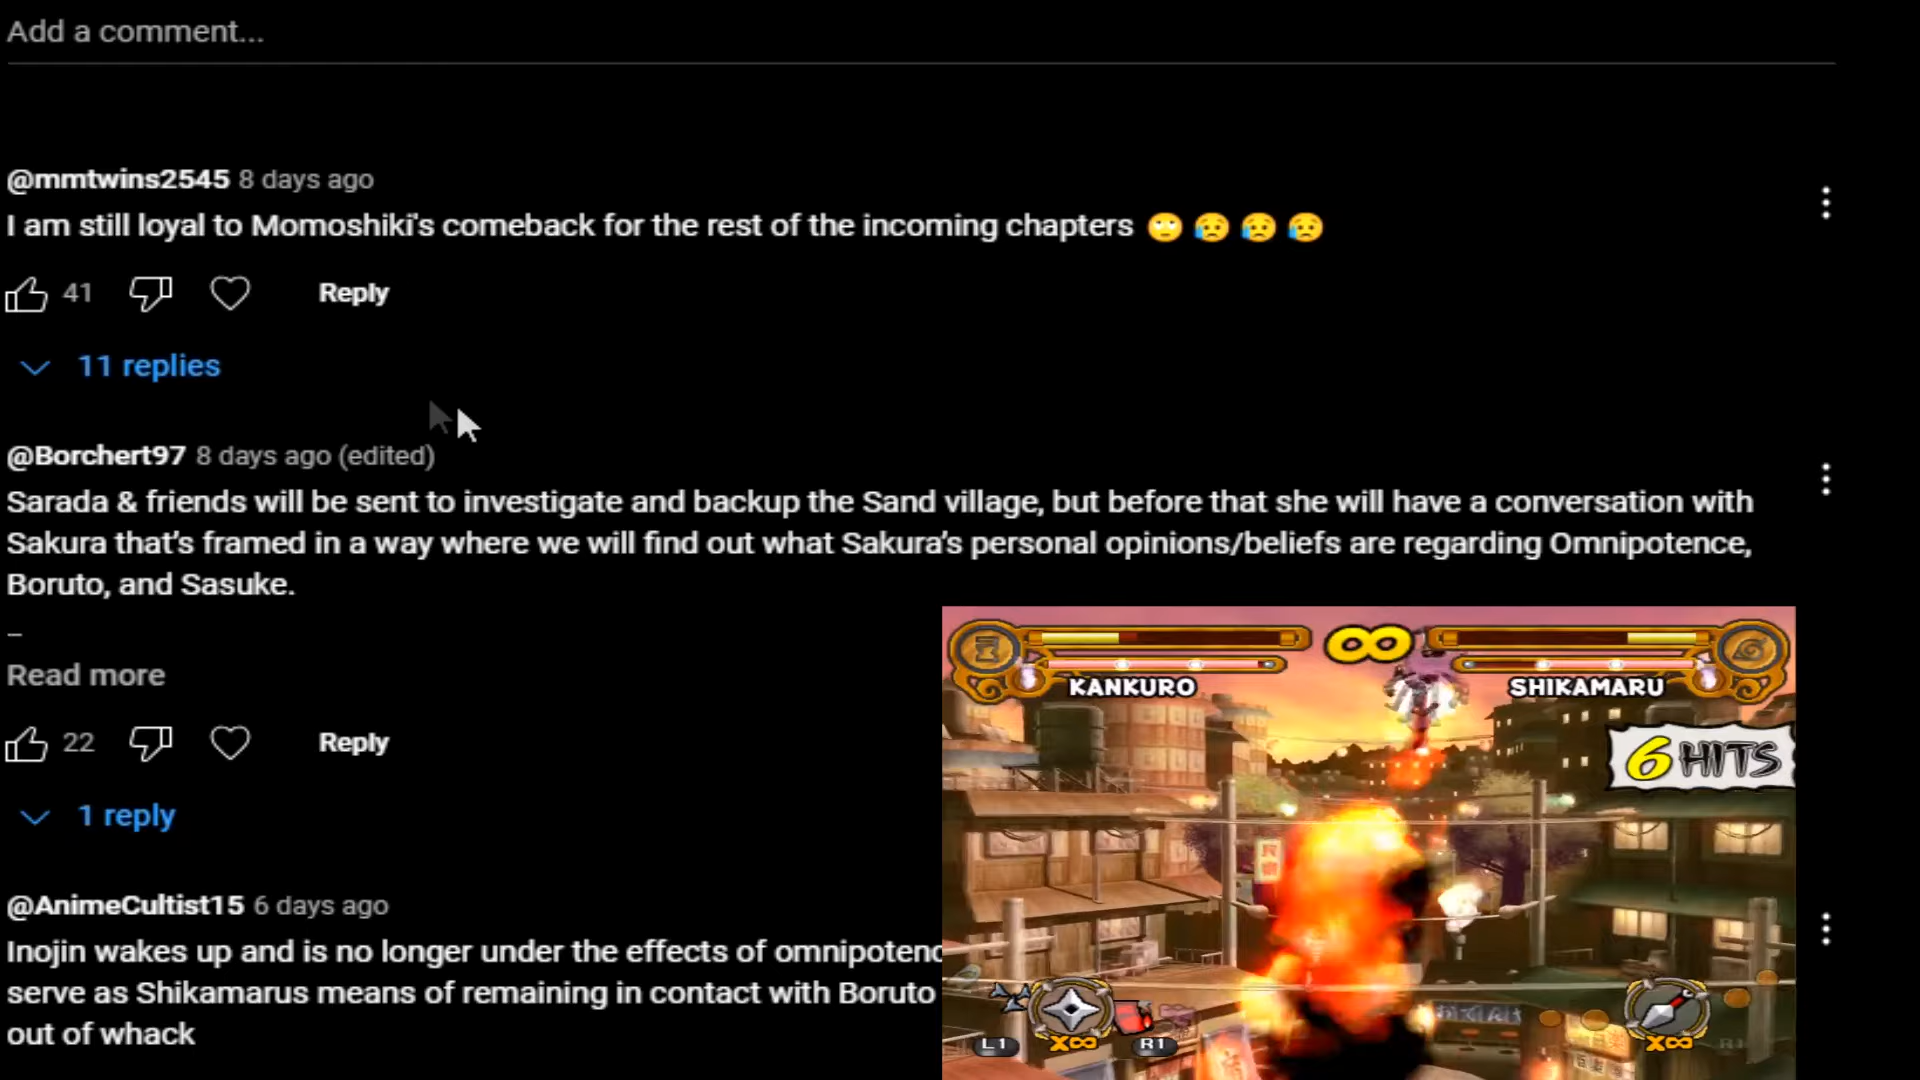 Add a comment...
@mmtwins2545 8 days ago
I am still loyal to Momoshiki's comeback for the rest of the incoming chapters 🙄 😥 😥 😥
41 Reply
11 replies
@Borchert97 8 days ago (edited)
Sarada & friends will be sent to investigate and backup the Sand village, but before that she will have a conversation with
Sakura that's framed in a way where we will find out what Sakura's personal opinions/beliefs are regarding Omnipotence,
Boruto, and Sasuke.
–
Read more
22 Reply
1 reply
@AnimeCultist15 6 days ago
Inojin wakes up and is no longer under the effects of omnipotenc
serve as Shikamarus means of remaining in contact with Boruto
out of whack
∞
KANKURO
SHIKAMARU
6 HITS
L1
X∞
R1
X∞